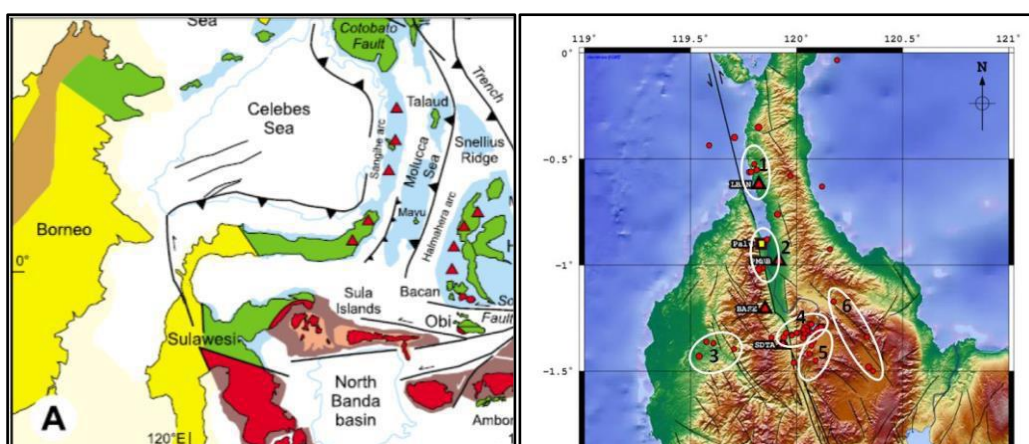 Sea
Cotobato
Fault
Trench
Celebes
Sea
Talaud
Sangihe arc
Molucca
Sea
Snellius
Ridge
Mayu
Halmahera arc
Borneo
0°
Bacan
Sula
Islands
Obi
Fault
Sulawesi
North
Banda
basin
Ambor
A
120°E
119°
119.5°
120°
120.5°
121°
0°
N
-0.5°
1
2
-1°
6
4
3
SDTA
5
-1.5°